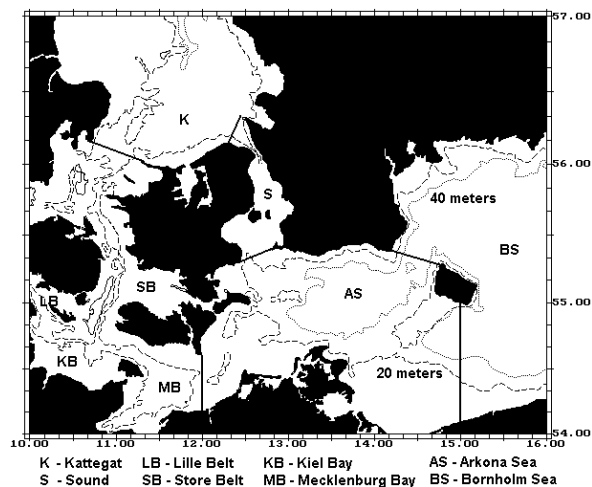 57.00
K
56.00
S
40 meters
BS
SB
AS
LB
55.00
KB
MB
20 meters
54.00
10.00 11.00 12.00 13.00 14.00 15.00 16.00
K - Kattegat LB - Lille Belt KB - Kiel Bay AS - Arkona Sea
S - Sound SB - Store Belt MB - Mecklenburg Bay BS - Bornholm Sea